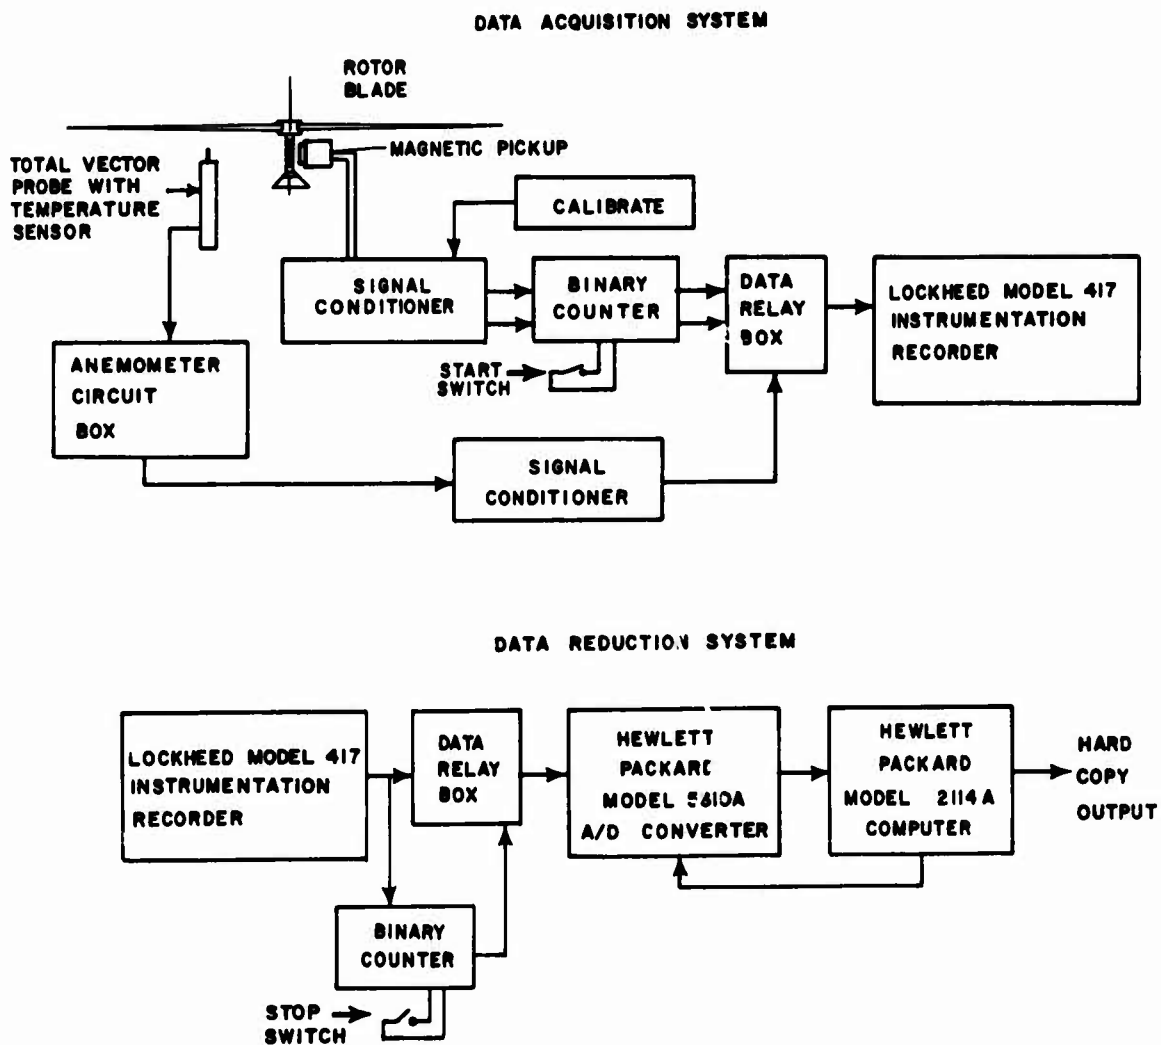 DATA ACQUISITION SYSTEM
ROTOR
BLADE
MAGNETIC PICKUP
TOTAL VECTOR
PROBE WITH
TEMPERATURE
SENSOR
CALIBRATE
SIGNAL
CONDITIONER
BINARY
COUNTER
DATA
RELAY
BOX
LOCKHEED MODEL 417
INSTRUMENTATION
RECORDER
START
SWITCH
ANEMOMETER
CIRCUIT
BOX
SIGNAL
CONDITIONER
DATA REDUCTION SYSTEM
LOCKHEED MODEL 417
INSTRUMENTATION
RECORDER
DATA
RELAY
BOX
HEWLETT
PACKARD
MODEL 5610A
A/D CONVERTER
HEWLETT
PACKARD
MODEL 2114A
COMPUTER
HARD
COPY
OUTPUT
BINARY
COUNTER
STOP
SWITCH